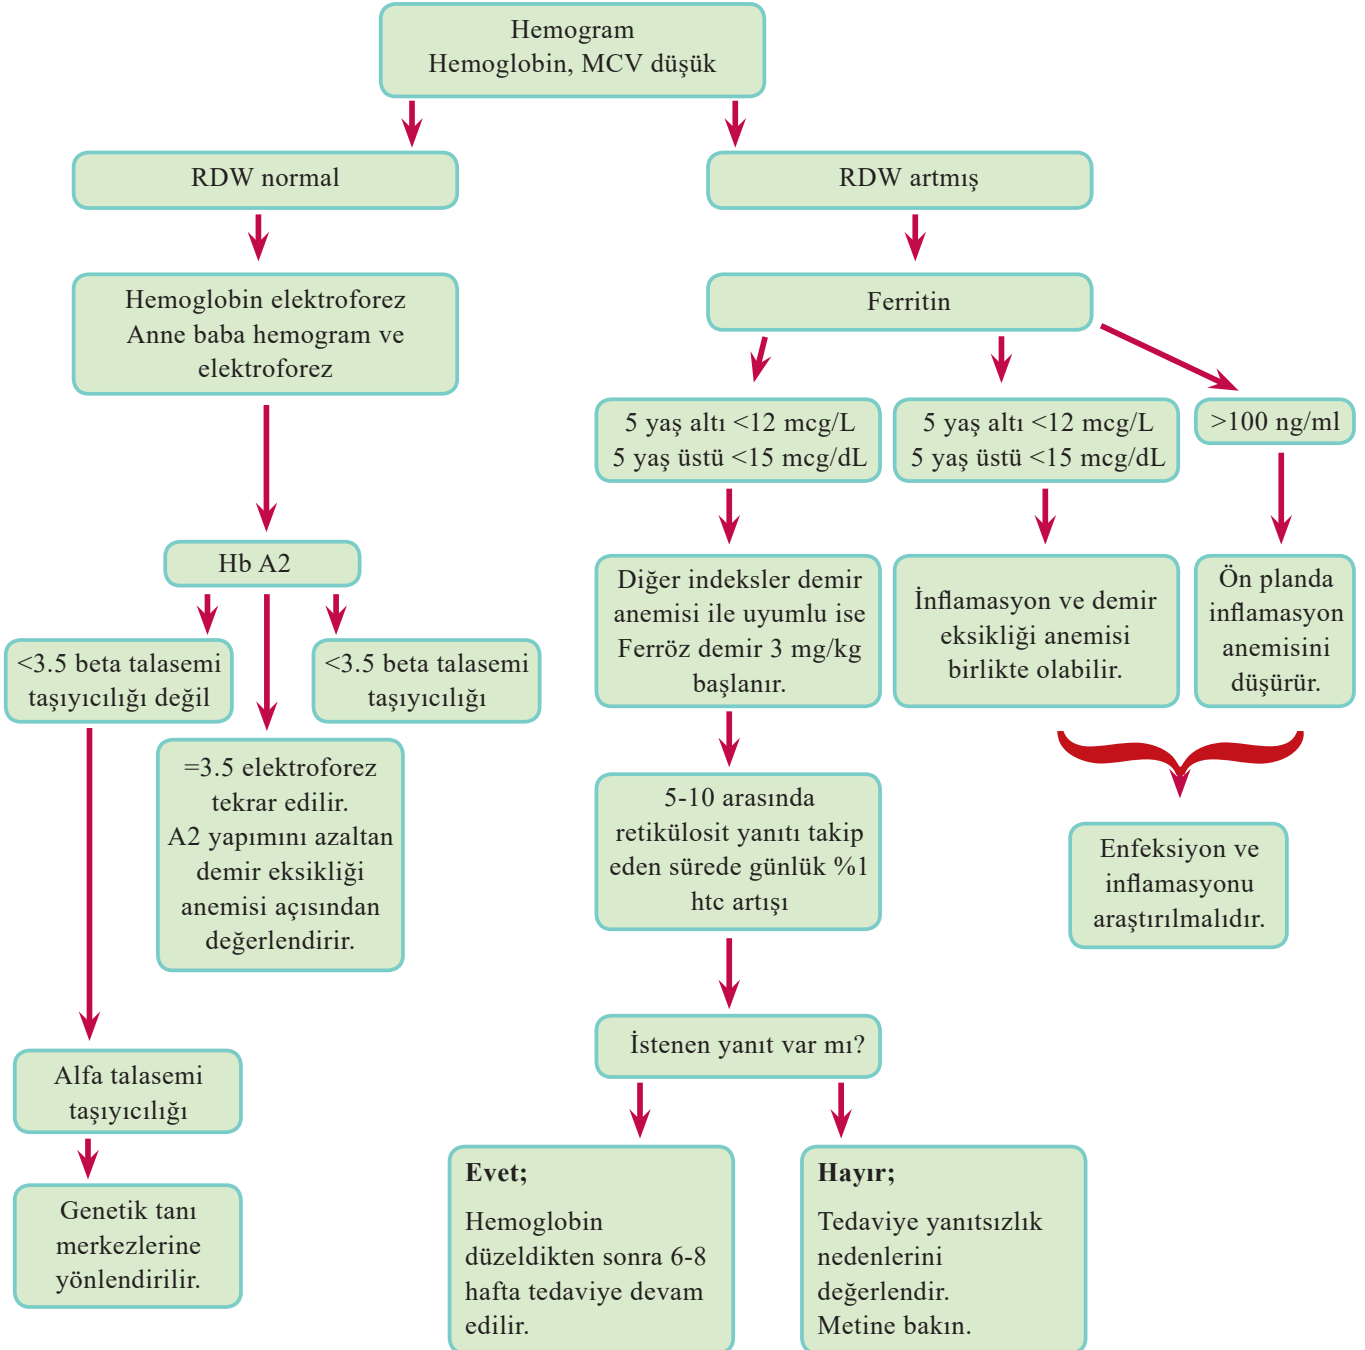 Hemogram
Hemoglobin, MCV düşük
RDW normal
RDW artmış
Hemoglobin elektroforez
Anne baba hemogram ve
elektroforez
Ferritin
5 yaş altı <12 mcg/L
5 yaş üstü <15 mcg/dL
5 yaş altı <12 mcg/L
5 yaş üstü <15 mcg/dL
>100 ng/ml
Hb A2
Diğer indeksler demir
anemisi ile uyumlu ise
Ferröz demir 3 mg/kg
başlanır.
İnflamasyon ve demir
eksikliği anemisi
birlikte olabilir.
Ön planda
inflamasyon
anemisini
düşürür.
<3.5 beta talasemi
taşıyıcılığı değil
<3.5 beta talasemi
taşıyıcılığı
=3.5 elektroforez
tekrar edilir.
A2 yapımını azaltan
demir eksikliği
anemisi açısından
değerlendirir.
5-10 arasında
retikülosit yanıtı takip
eden sürede günlük %1
htc artışı
Enfeksiyon ve
inflamasyonu
araştırılmalıdır.
İstenen yanıt var mı?
Alfa talasemi
taşıyıcılığı
Genetik tanı
merkezlerine
yönlendirilir.
Evet;
Hemoglobin
düzeldikten sonra 6-8
hafta tedaviye devam
edilir.
Hayır;
Tedaviye yanıtsızlık
nedenlerini
değerlendir.
Metine bakın.